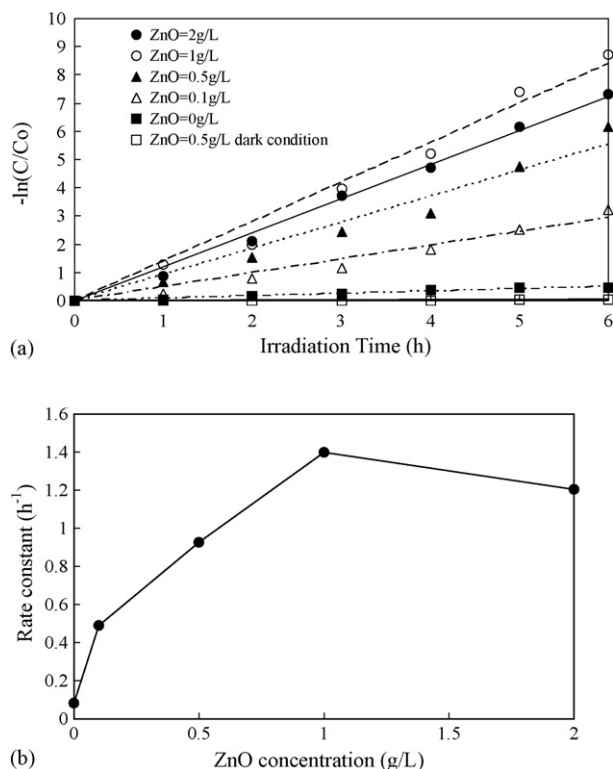 10
9
8
7
6
5
4
3
2
1
0
-ln(C/Co)
ZnO=2g/L
ZnO=1g/L
ZnO=0.5g/L
ZnO=0.1g/L
ZnO=0g/L
ZnO=0.5g/L dark condition
0 1 2 3 4 5 6
(a) Irradiation Time (h)
1.6
1.4
1.2
1
0.8
0.6
0.4
0.2
0
Rate constant (h⁻¹)
0 0.5 1 1.5 2
(b) ZnO concentration (g/L)